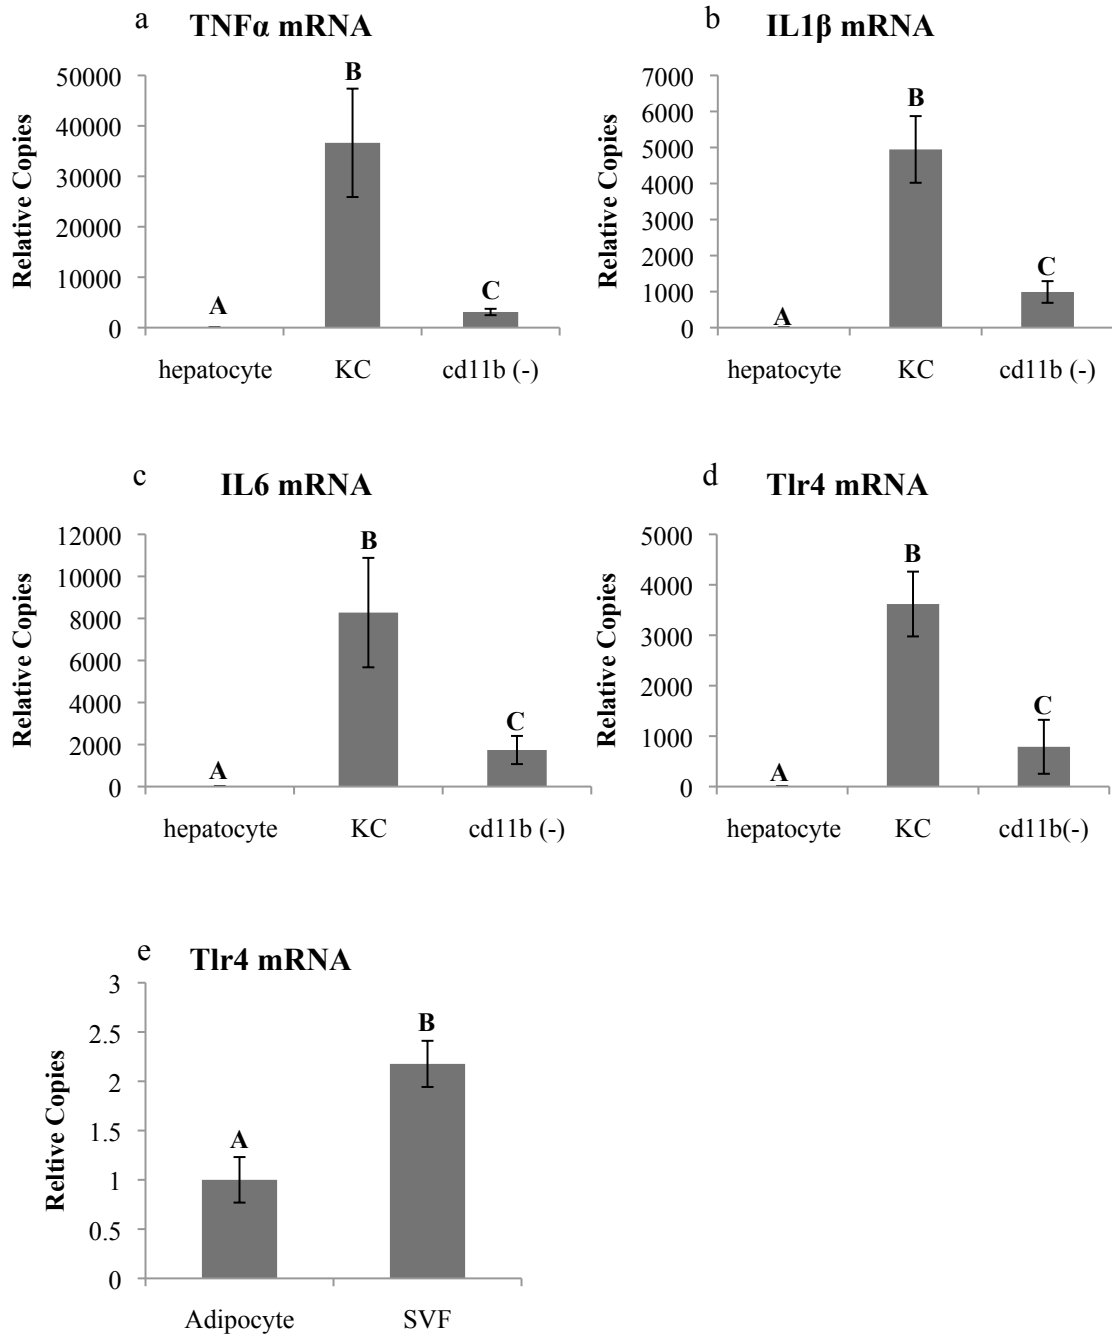 a TNFα mRNA
50000
40000
30000
20000
10000
0
Relative Copies
A
B
C
hepatocyte KC cd11b (-)
b IL1β mRNA
7000
6000
5000
4000
3000
2000
1000
0
Relative Copies
A
B
C
hepatocyte KC cd11b (-)
c IL6 mRNA
12000
10000
8000
6000
4000
2000
0
Relative Copies
A
B
C
hepatocyte KC cd11b (-)
d Tlr4 mRNA
5000
4000
3000
2000
1000
0
Relative Copies
A
B
C
hepatocyte KC cd11b(-)
e Tlr4 mRNA
3
2.5
2
1.5
1
0.5
0
Reltive Copies
A
B
Adipocyte SVF